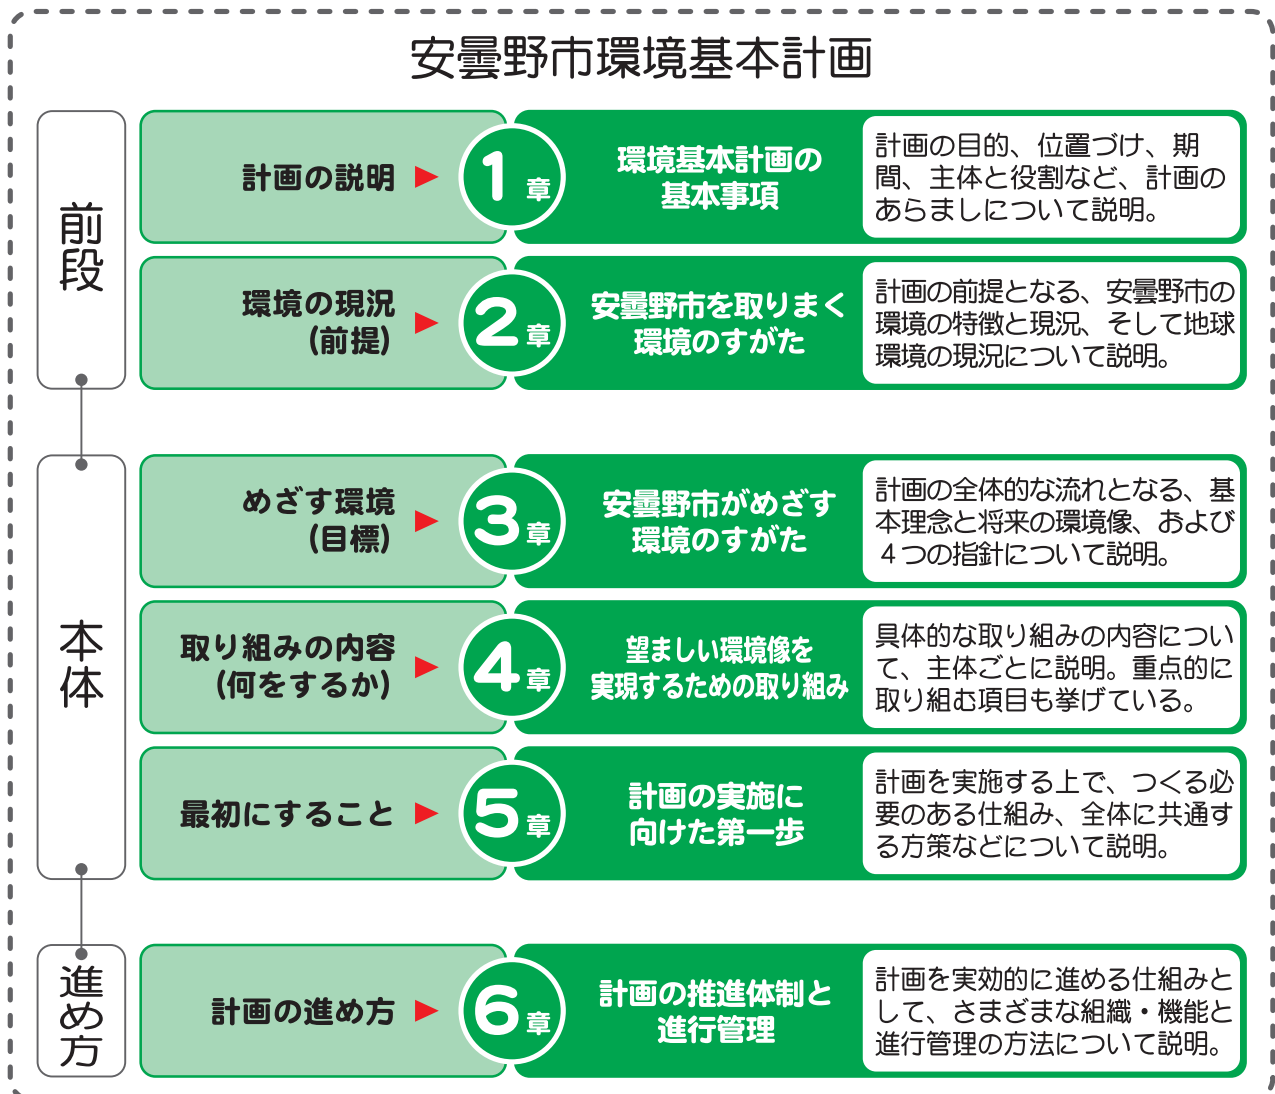 安曇野市環境基本計画
前段
計画の説明
1章
環境基本計画の
基本事項
計画の目的、位置づけ、期
間、主体と役割など、計画の
あらましについて説明。
環境の現況
(前提)
2章
安曇野市を取りまく
環境のすがた
計画の前提となる、安曇野市の
環境の特徴と現況、そして地球
環境の現況について説明。
本体
めざす環境
(目標)
3章
安曇野市がめざす
環境のすがた
計画の全体的な流れとなる、基
本理念と将来の環境像、および
4つの指針について説明。
取り組みの内容
(何をするか)
4章
望ましい環境像を
実現するための取り組み
具体的な取り組みの内容につい
て、主体ごとに説明。重点的に
取り組む項目も挙げている。
最初にすること
5章
計画の実施に
向けた第一歩
計画を実施する上で、つくる必
要のある仕組み、全体に共通す
る方策などについて説明。
進め方
計画の進め方
6章
計画の推進体制と
進行管理
計画を実効的に進める仕組みと
して、さまざまな組織・機能と
進行管理の方法について説明。